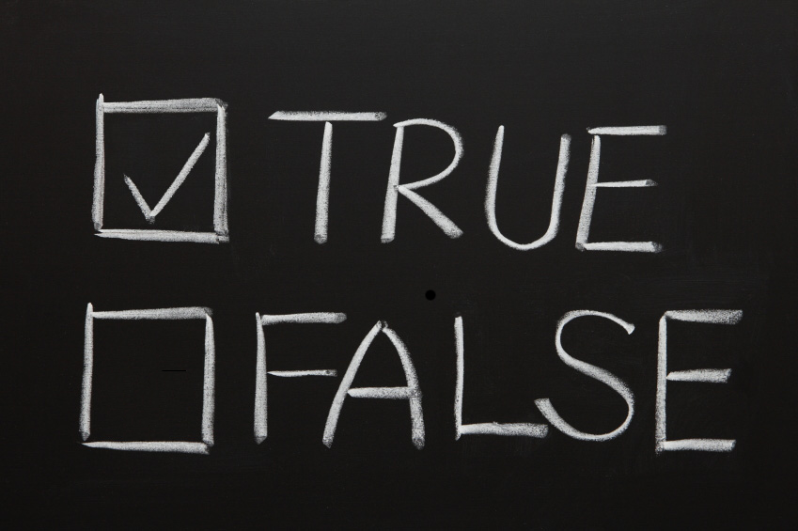 ☑ TRUE
☐ FALSE